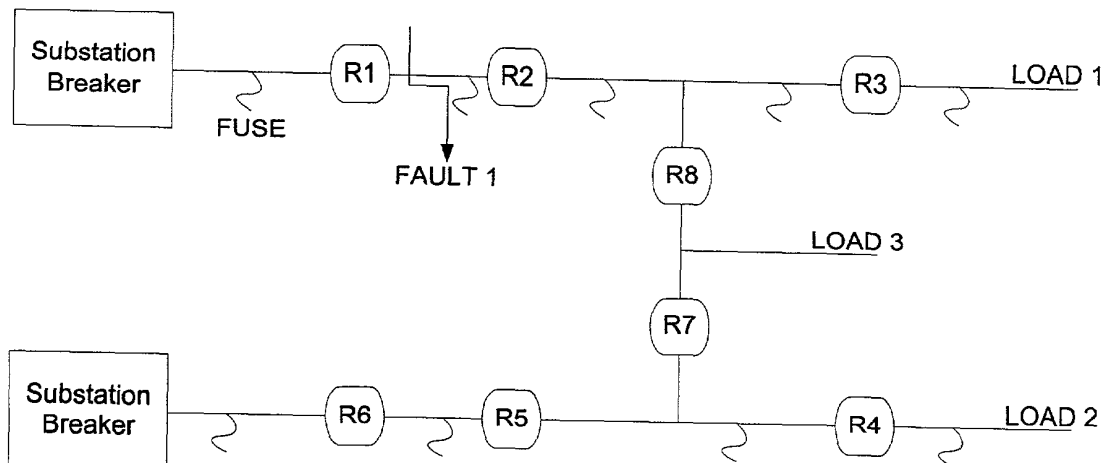 Substation
Breaker
R1
R2
R3
LOAD 1
FUSE
FAULT 1
R8
LOAD 3
R7
Substation
Breaker
R6
R5
R4
LOAD 2